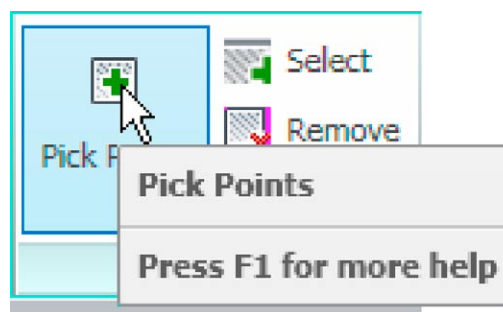 Select
Remove
Pick P
Pick Points
Press F1 for more help